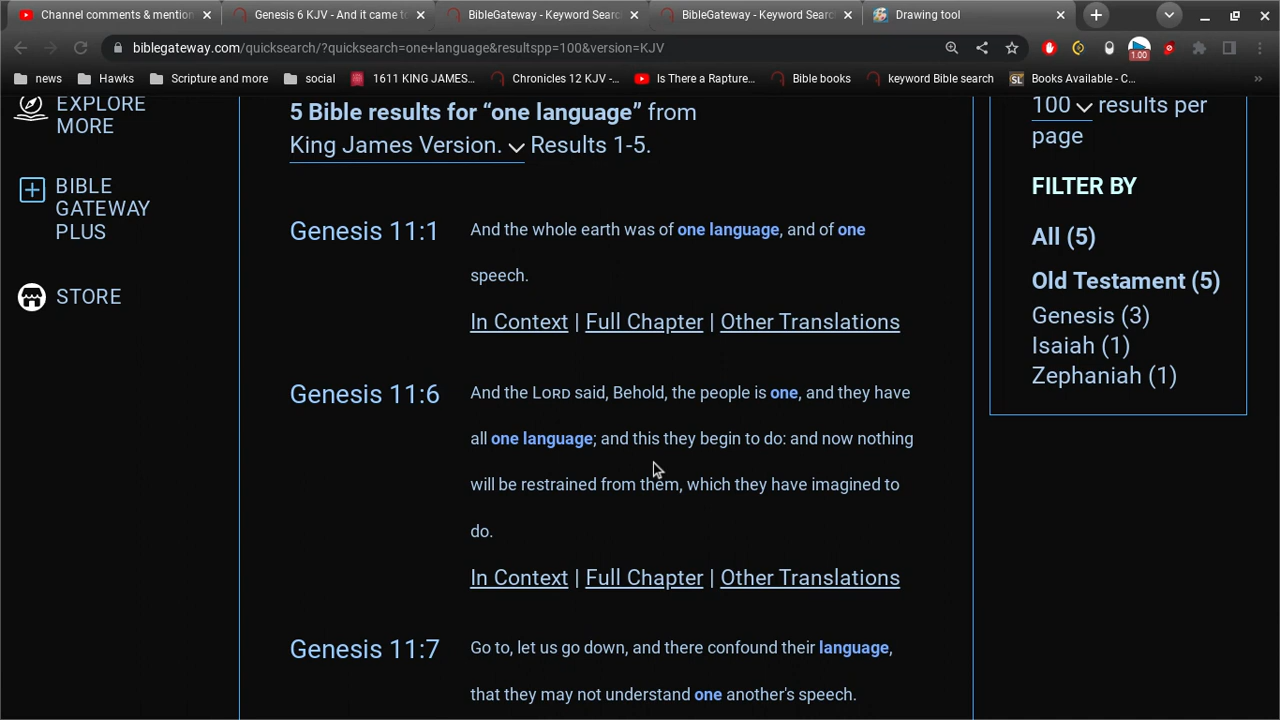 Channel comments & mention
Genesis 6 KJV - And it came to
BibleGateway - Keyword Searc
BibleGateway - Keyword Searc
Drawing tool
biblegateway.com/quicksearch/?quicksearch=one+language&resultspp=100&version=KJV
1.00
news
Hawks
Scripture and more
social
1611 KING JAMES...
Chronicles 12 KJV -...
Is There a Rapture...
Bible books
keyword Bible search
SL
Books Available - C...
»
EXPLORE
MORE
BIBLE
GATEWAY
PLUS
STORE
5 Bible results for “one language” from
King James Version. Results 1-5.
Genesis 11:1
And the whole earth was of one language, and of one
speech.
In Context | Full Chapter | Other Translations
Genesis 11:6
And the LORD said, Behold, the people is one, and they have
all one language; and this they begin to do: and now nothing
will be restrained from them, which they have imagined to
do.
In Context | Full Chapter | Other Translations
Genesis 11:7
Go to, let us go down, and there confound their language,
that they may not understand one another's speech.
100 results per
page
FILTER BY
All (5)
Old Testament (5)
Genesis (3)
Isaiah (1)
Zephaniah (1)